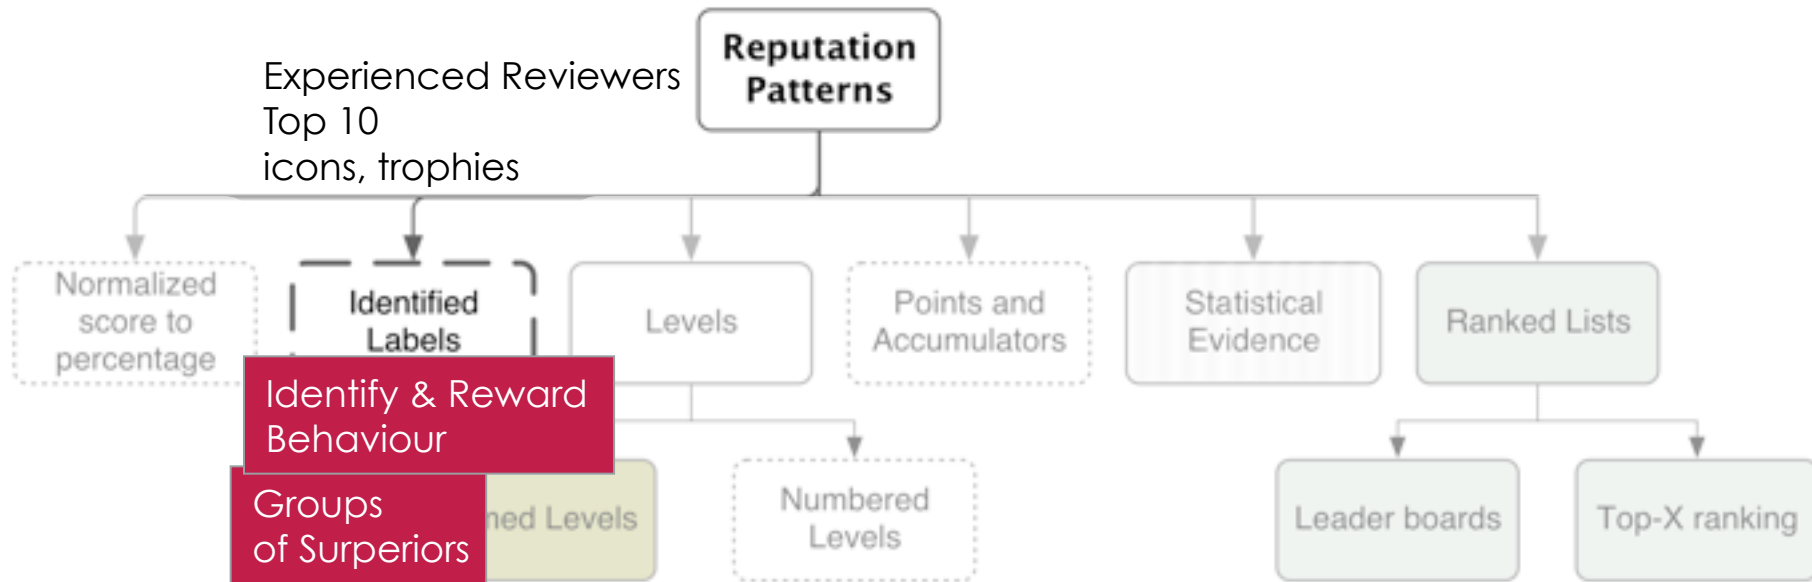 Reputation
Patterns
Experienced Reviewers
Top 10
icons, trophies
Normalized
score to
percentage
Identified
Labels
Levels
Points and
Accumulators
Statistical
Evidence
Ranked Lists
Identify & Reward
Behaviour
Groups
of Surperiors
med Levels
Numbered
Levels
Leader boards
Top-X ranking